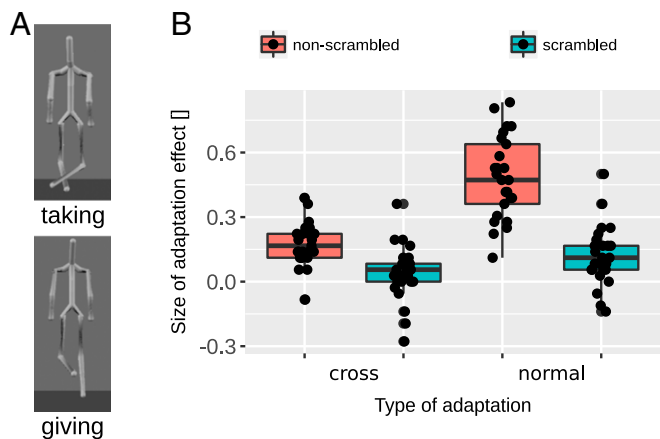 A
taking
giving
B
non-scrambled
scrambled
Size of adaptation effect []
0.6
0.3
0.0
-0.3
cross
normal
Type of adaptation